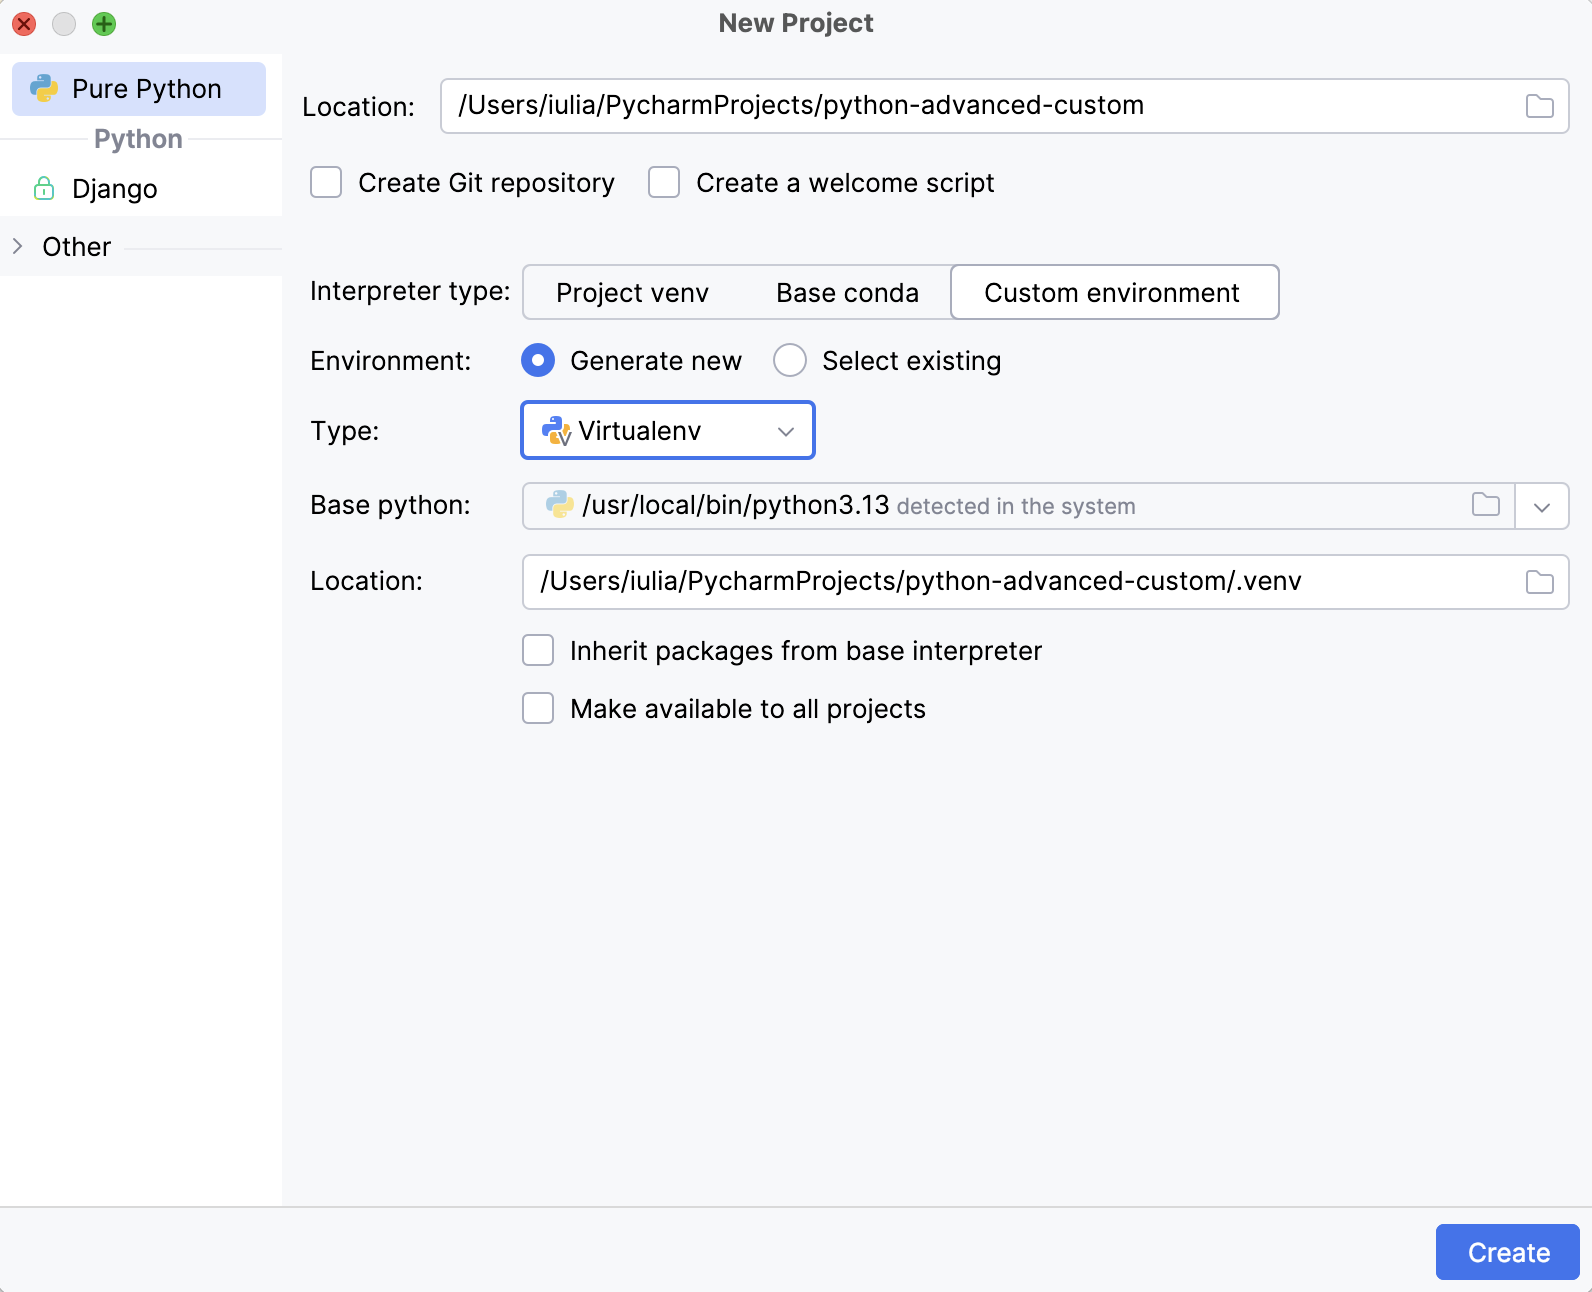 New Project
Pure Python
Python
Django
Other
Location: /Users/iulia/PycharmProjects/python-advanced-custom
Create Git repository Create a welcome script
Interpreter type: Project venv Base conda Custom environment
Environment: Generate new Select existing
Type: Virtualenv
Base python: /usr/local/bin/python3.13 detected in the system
Location: /Users/iulia/PycharmProjects/python-advanced-custom/.venv
Inherit packages from base interpreter
Make available to all projects
Create